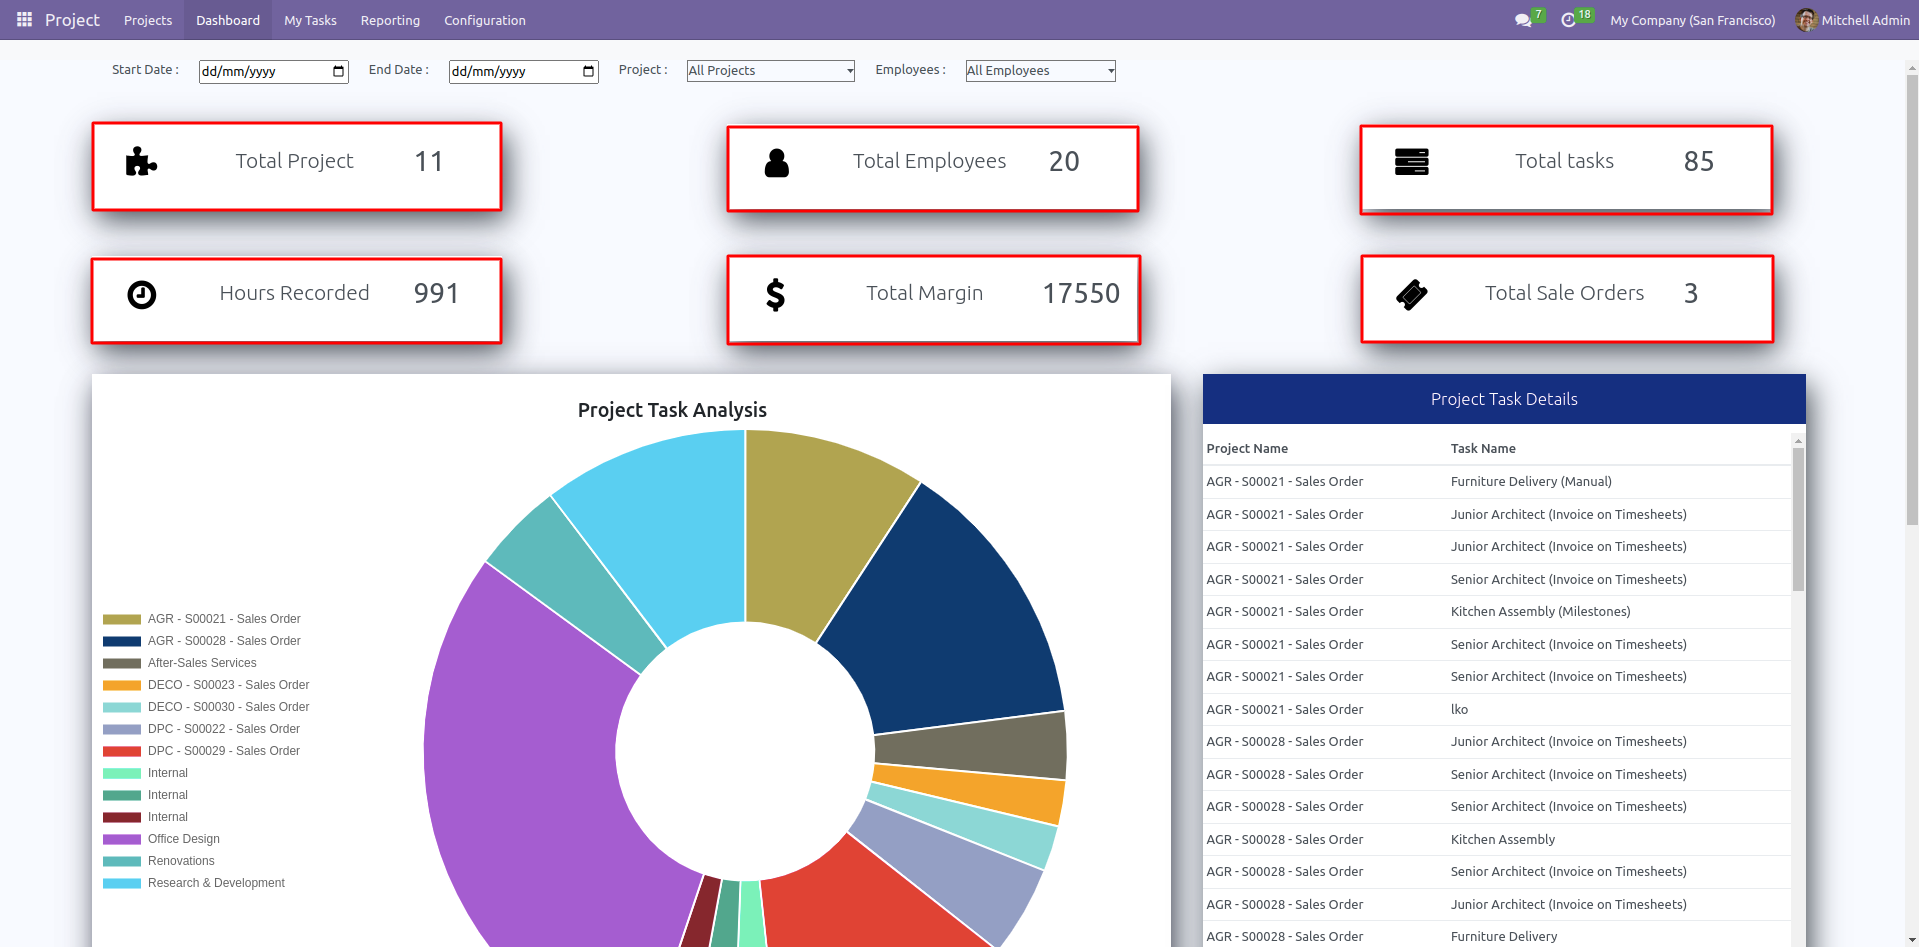 Project Projects Dashboard My Tasks Reporting Configuration 7 18 My Company (San Francisco) Mitchell Admin
Start Date : dd/mm/yyyy End Date : dd/mm/yyyy Project : All Projects Employees : All Employees
Total Project 11
Total Employees 20
Total tasks 85
Hours Recorded 991
Total Margin 17550
Total Sale Orders 3
Project Task Analysis
AGR - S00021 - Sales Order
AGR - S00028 - Sales Order
After-Sales Services
DECO - S00023 - Sales Order
DECO - S00030 - Sales Order
DPC - S00022 - Sales Order
DPC - S00029 - Sales Order
Internal
Internal
Internal
Office Design
Renovations
Research & Development
Project Task Details
Project Name Task Name
AGR - S00021 - Sales Order Furniture Delivery (Manual)
AGR - S00021 - Sales Order Junior Architect (Invoice on Timesheets)
AGR - S00021 - Sales Order Junior Architect (Invoice on Timesheets)
AGR - S00021 - Sales Order Senior Architect (Invoice on Timesheets)
AGR - S00021 - Sales Order Kitchen Assembly (Milestones)
AGR - S00021 - Sales Order Senior Architect (Invoice on Timesheets)
AGR - S00021 - Sales Order Senior Architect (Invoice on Timesheets)
AGR - S00021 - Sales Order lko
AGR - S00028 - Sales Order Junior Architect (Invoice on Timesheets)
AGR - S00028 - Sales Order Senior Architect (Invoice on Timesheets)
AGR - S00028 - Sales Order Senior Architect (Invoice on Timesheets)
AGR - S00028 - Sales Order Kitchen Assembly
AGR - S00028 - Sales Order Senior Architect (Invoice on Timesheets)
AGR - S00028 - Sales Order Junior Architect (Invoice on Timesheets)
AGR - S00028 - Sales Order Furniture Delivery